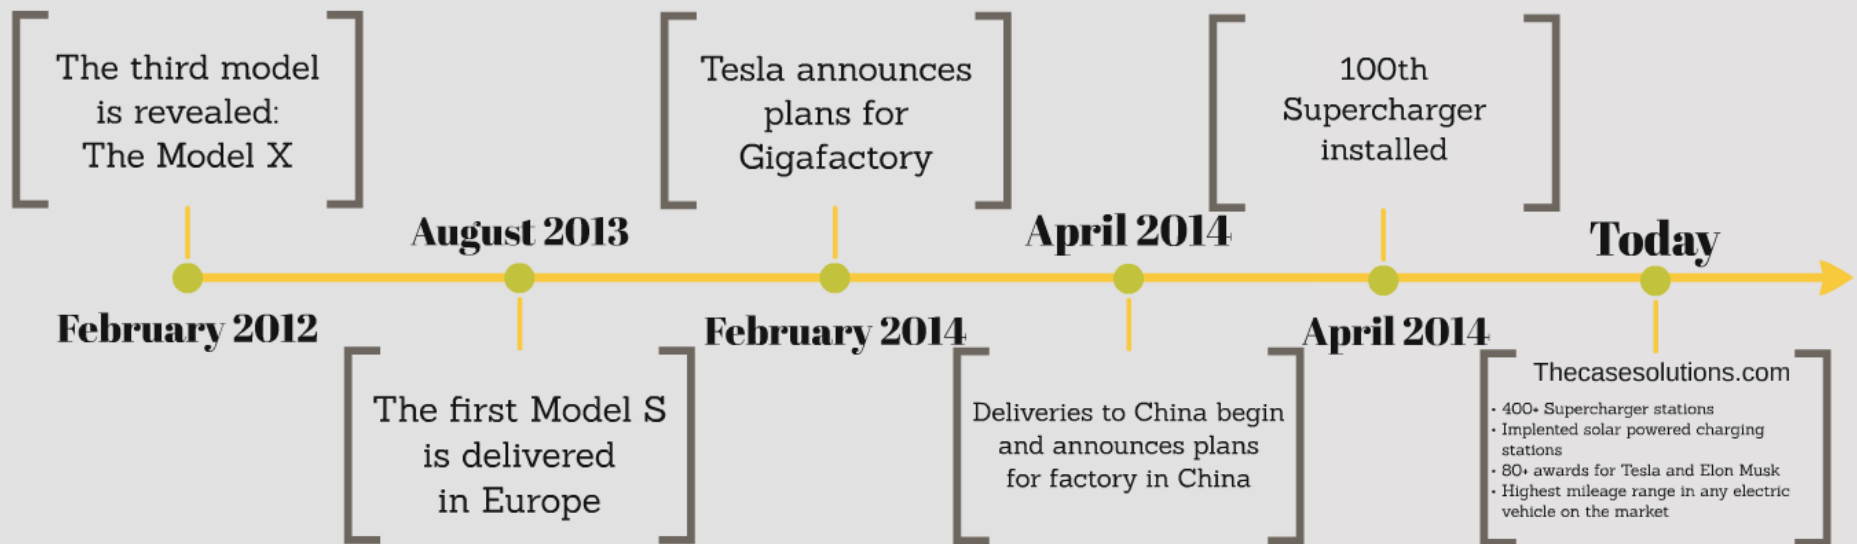 The third model
is revealed:
The Model X
February 2012
August 2013
The first Model S
is delivered
in Europe
Tesla announces
plans for
Gigafactory
February 2014
April 2014
Deliveries to China begin
and announces plans
for factory in China
100th
Supercharger
installed
April 2014
Today
Thecasesolutions.com
• 400+ Supercharger stations
• Implented solar powered charging
stations
• 80+ awards for Tesla and Elon Musk
• Highest mileage range in any electric
vehicle on the market